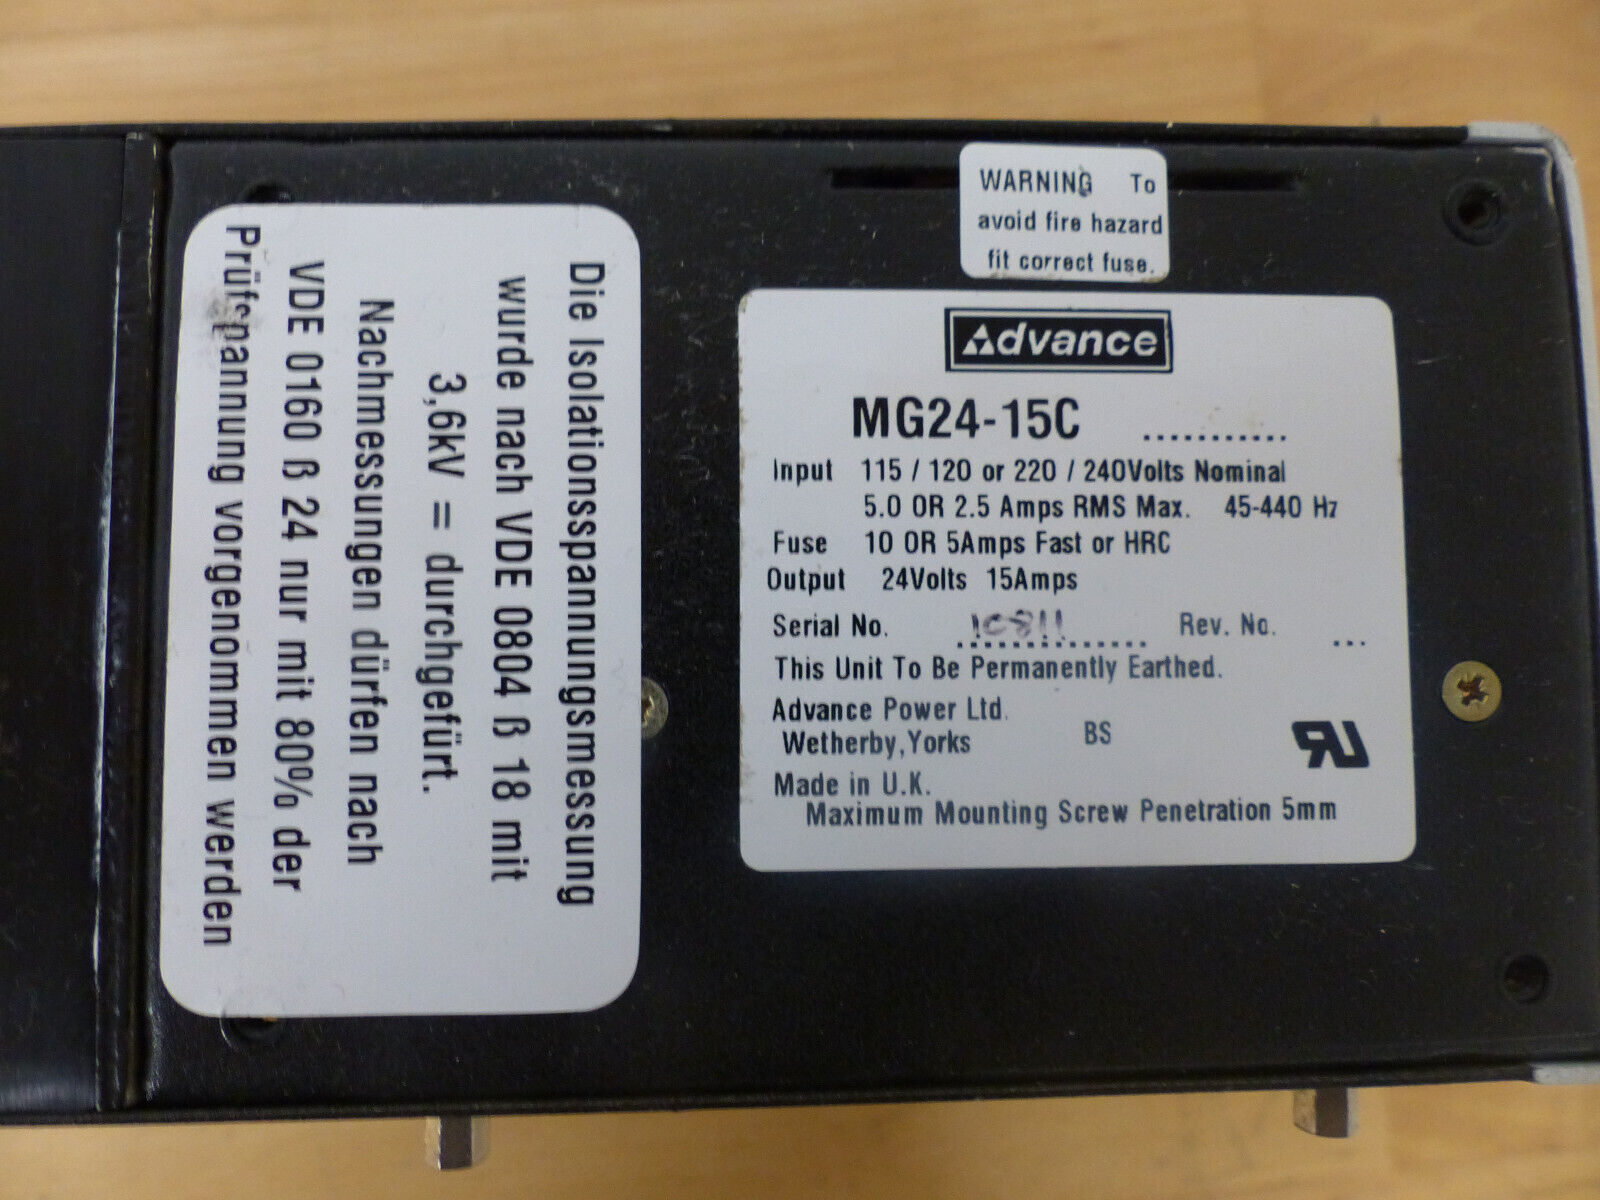 WARNING To
avoid fire hazard
fit correct fuse.
Advance
MG24-15C ............
Input 115 / 120 or 220 / 240Volts Nominal
5.0 OR 2.5 Amps RMS Max. 45-440 Hz
Fuse 10 OR 5Amps Fast or HRC
Output 24Volts 15Amps
Serial No. 10811 Rev. No. ...
This Unit To Be Permanently Earthed.
Advance Power Ltd.
Wetherby,Yorks BS
Made in U.K.
Maximum Mounting Screw Penetration 5mm
Die Isolationsspannungsmessung
wurde nach VDE 0804 ß 18 mit
3,6kV = durchgefürt.
Nachmessungen dürfen nach
VDE 0160 ß 24 nur mit 80% der
Prüfspannung vorgenommen werden